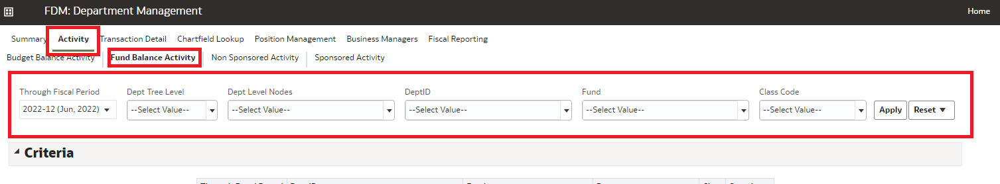 FDM: Department Management Home
Summary Activity Transaction Detail Chartfield Lookup Position Management Business Managers Fiscal Reporting
Budget Balance Activity Fund Balance Activity Non Sponsored Activity Sponsored Activity
Through Fiscal Period Dept Tree Level Dept Level Nodes DeptID Fund Class Code
2022-12 (Jun, 2022) --Select Value-- --Select Value-- --Select Value-- --Select Value-- --Select Value-- Apply Reset
Criteria